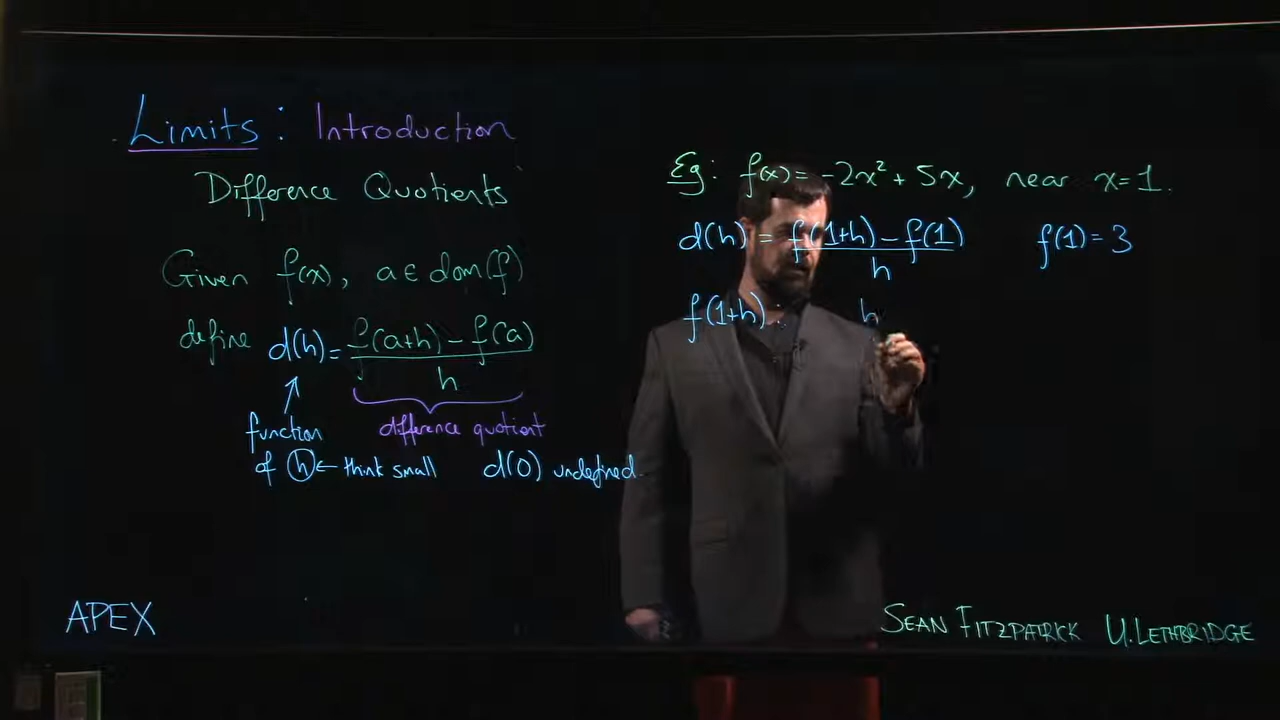 Limits: Introduction
Difference Quotients
Given f(x), a ∈ dom(f)
define d(h) = f(a+h) - f(a) / h
difference quotient
function
of h ← think small d(0) undefined.
Eg: f(x) = -2x² + 5x, near x=1.
d(h) = f(1+h) - f(1) / h f(1) = 3
f(1+h): h
APEX
SEAN FITZPATRICK U. LETHBRIDGE